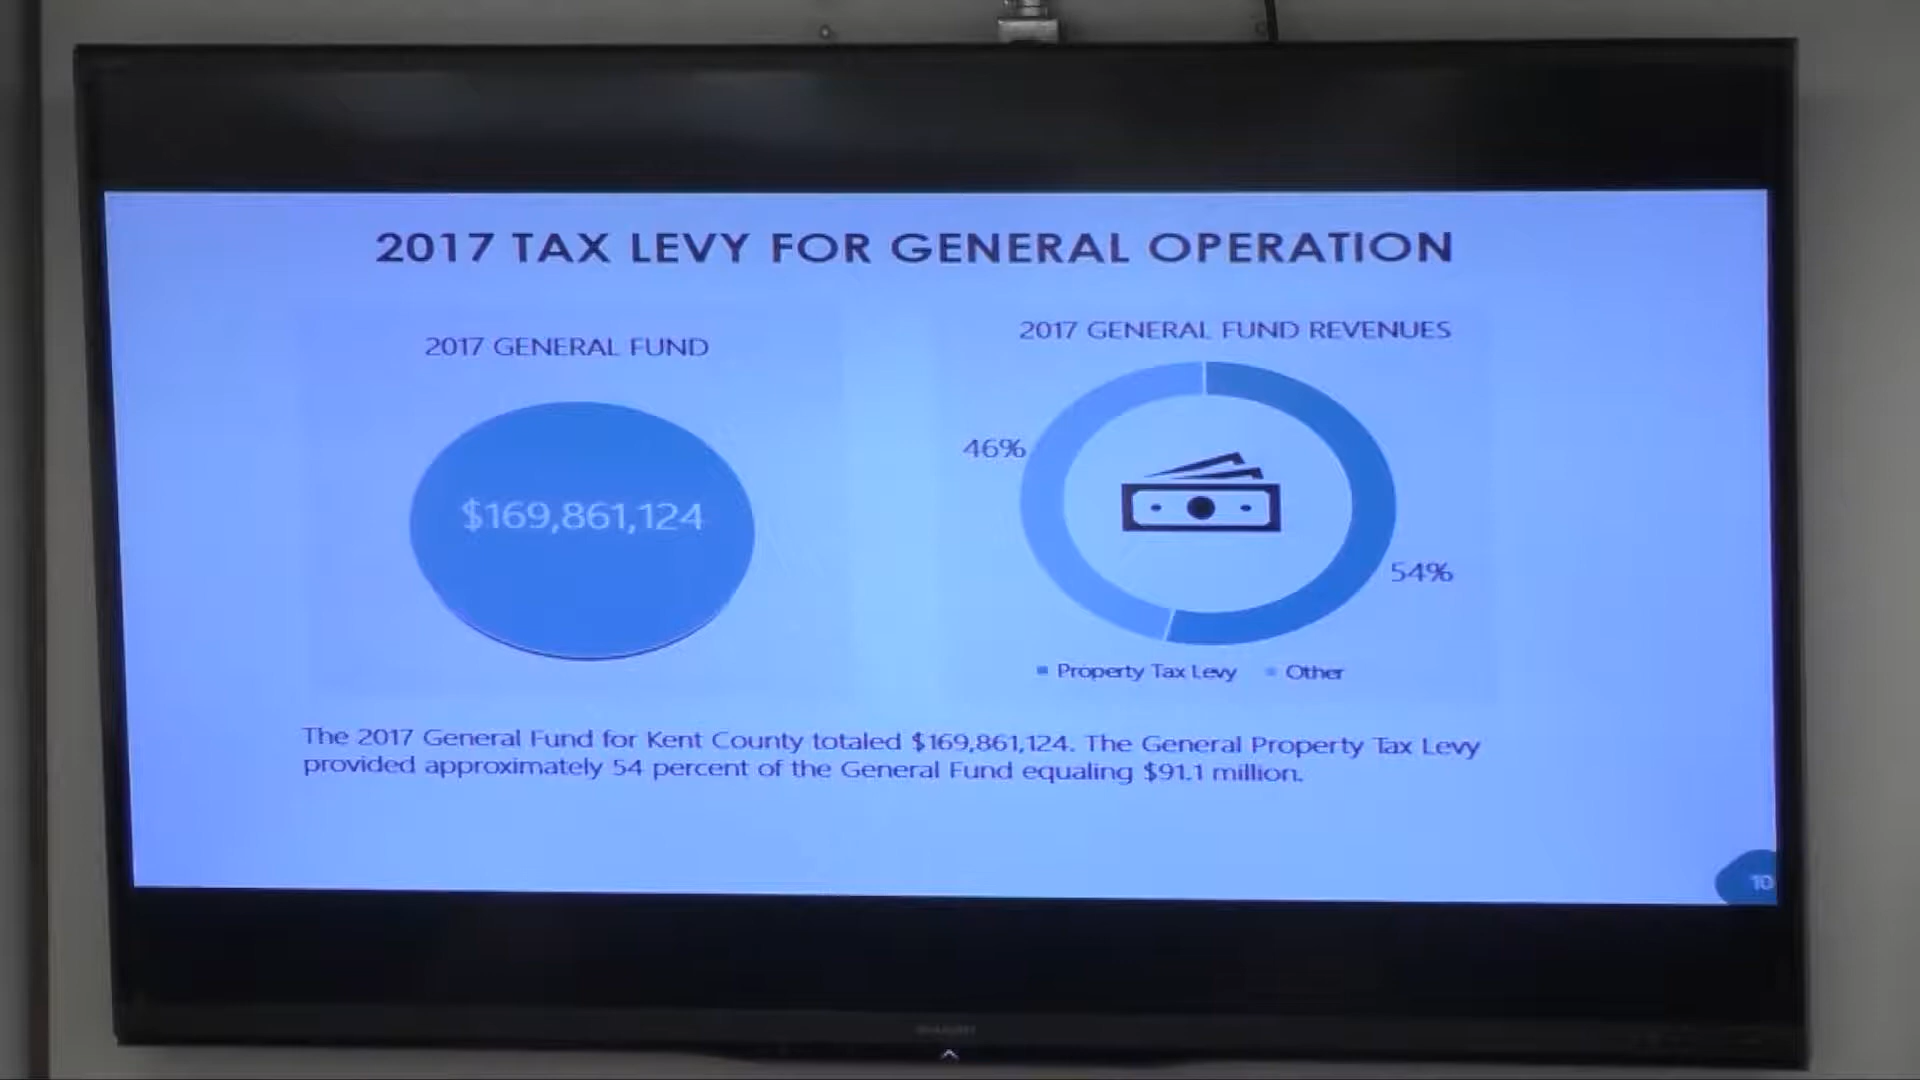 2017 TAX LEVY FOR GENERAL OPERATION
2017 GENERAL FUND
$169,861,124
2017 GENERAL FUND REVENUES
46%
54%
Property Tax Levy
Other
The 2017 General Fund for Kent County totaled $169,861,124. The General Property Tax Levy
provided approximately 54 percent of the General Fund equaling $91.1 million.
10